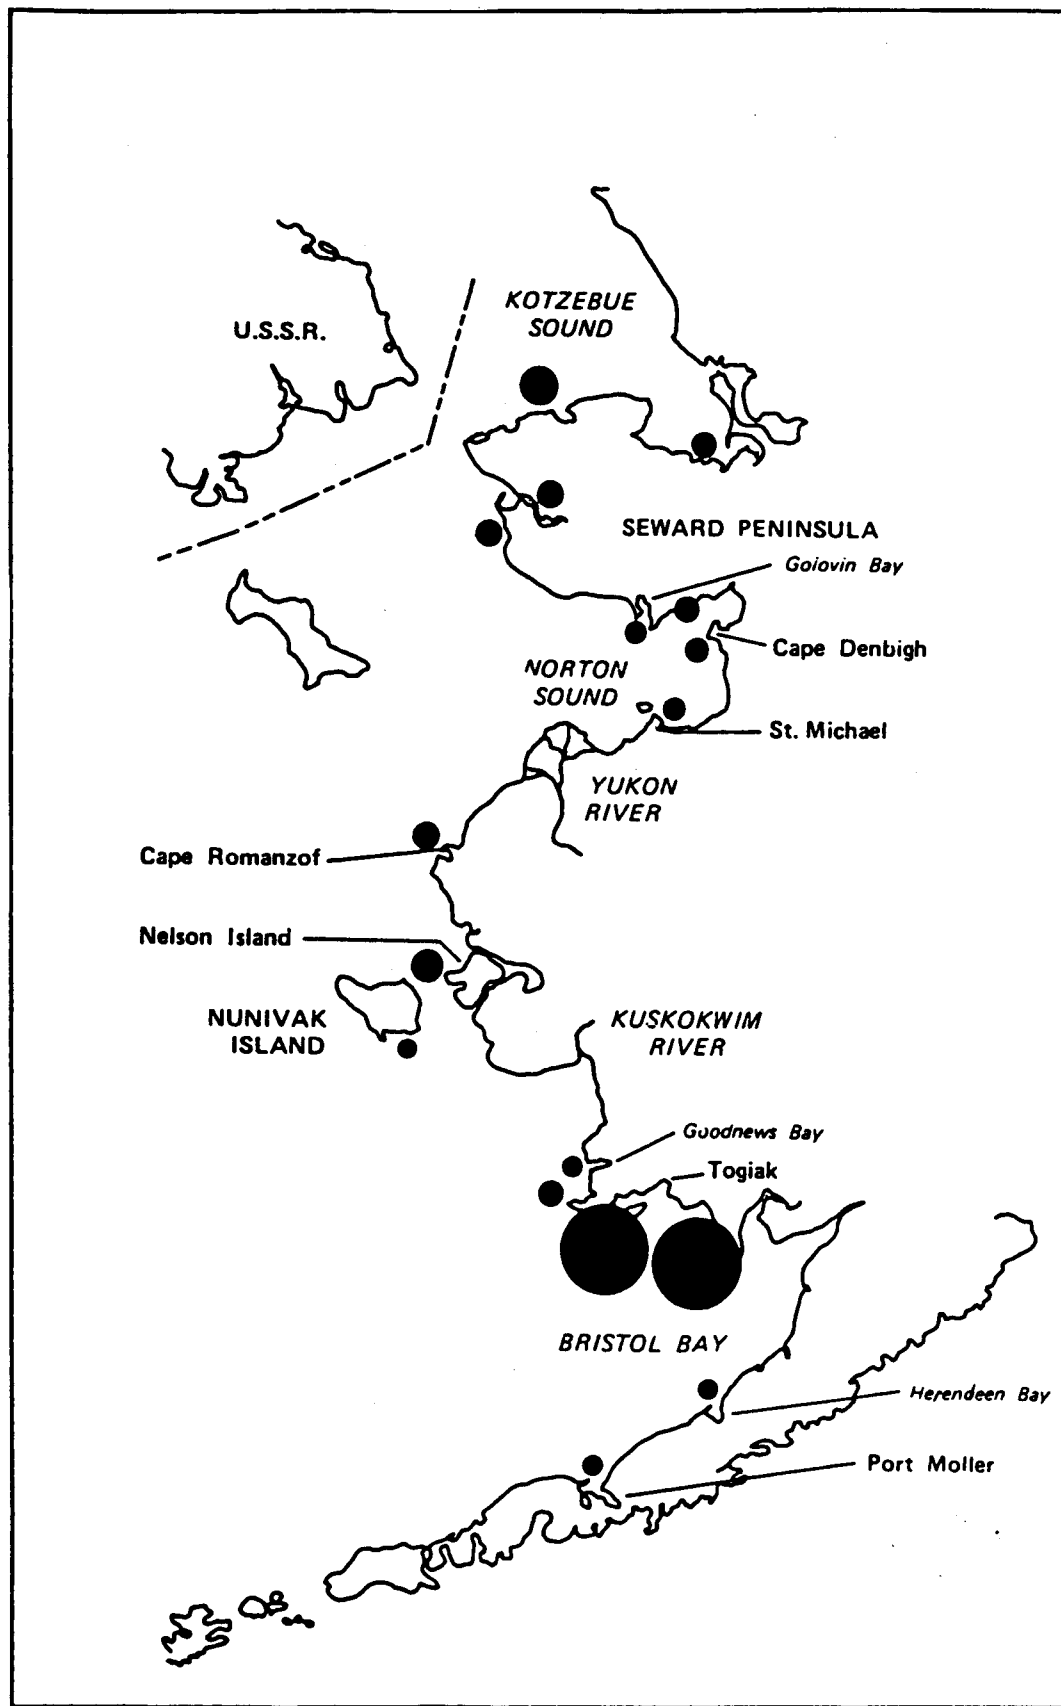 KOTZEBUE
SOUND
U.S.S.R.
SEWARD PENINSULA
Golovin Bay
Cape Denbigh
NORTON
SOUND
St. Michael
YUKON
RIVER
Cape Romanzof
Nelson Island
NUNIVAK
ISLAND
KUSKOKWIM
RIVER
Goodnews Bay
Togiak
BRISTOL BAY
Herendeen Bay
Port Moller